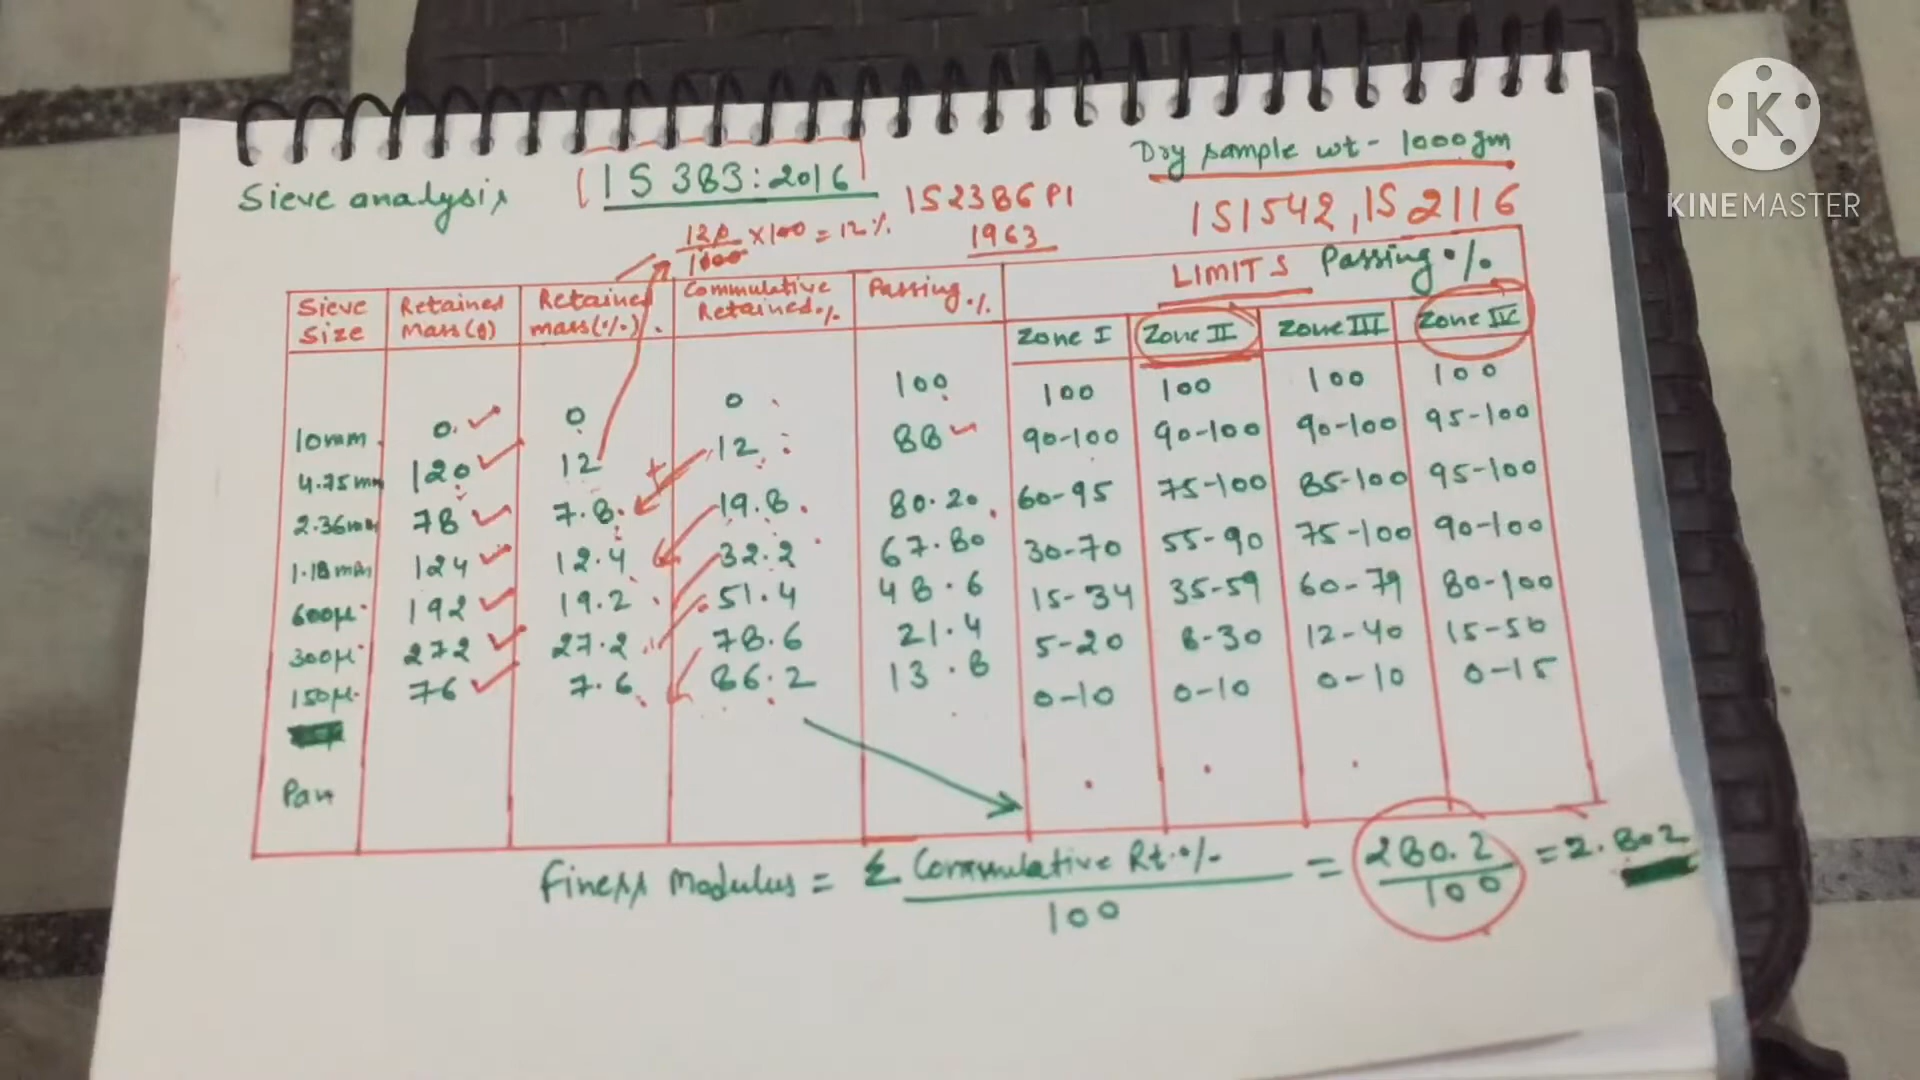 K
KINEMASTER
Sieve analysis IS 383:2016 Dry sample wt - 1000gm
IS2386 P1 IS1542, IS 2116
120/1000 x100 = 12% 1963
LIMITS Passing %
Sieve Size Retained Mass(g) Retained mass(%). Commulative Retained% Passing.% Zone I Zone II Zone III Zone IV
10mm 0. 0 0 100 100 100 100 100
4.75mm 120 12 12 88 90-100 90-100 90-100 95-100
2.36mm 78 7.8 + 19.8 80.20 60-95 75-100 85-100 95-100
1.18mm 124 12.4 32.2 67.80 30-70 55-90 75-100 90-100
600µ 192 19.2 51.4 48.6 15-34 35-59 60-79 80-100
300µ 272 27.2 78.6 21.4 5-20 8-30 12-40 15-50
150µ 76 7.6 86.2 13.8 0-10 0-10 0-10 0-15
Pan
finess Modulus = Σ Commulative Rt.% / 100 = 280.2 / 100 = 2.802